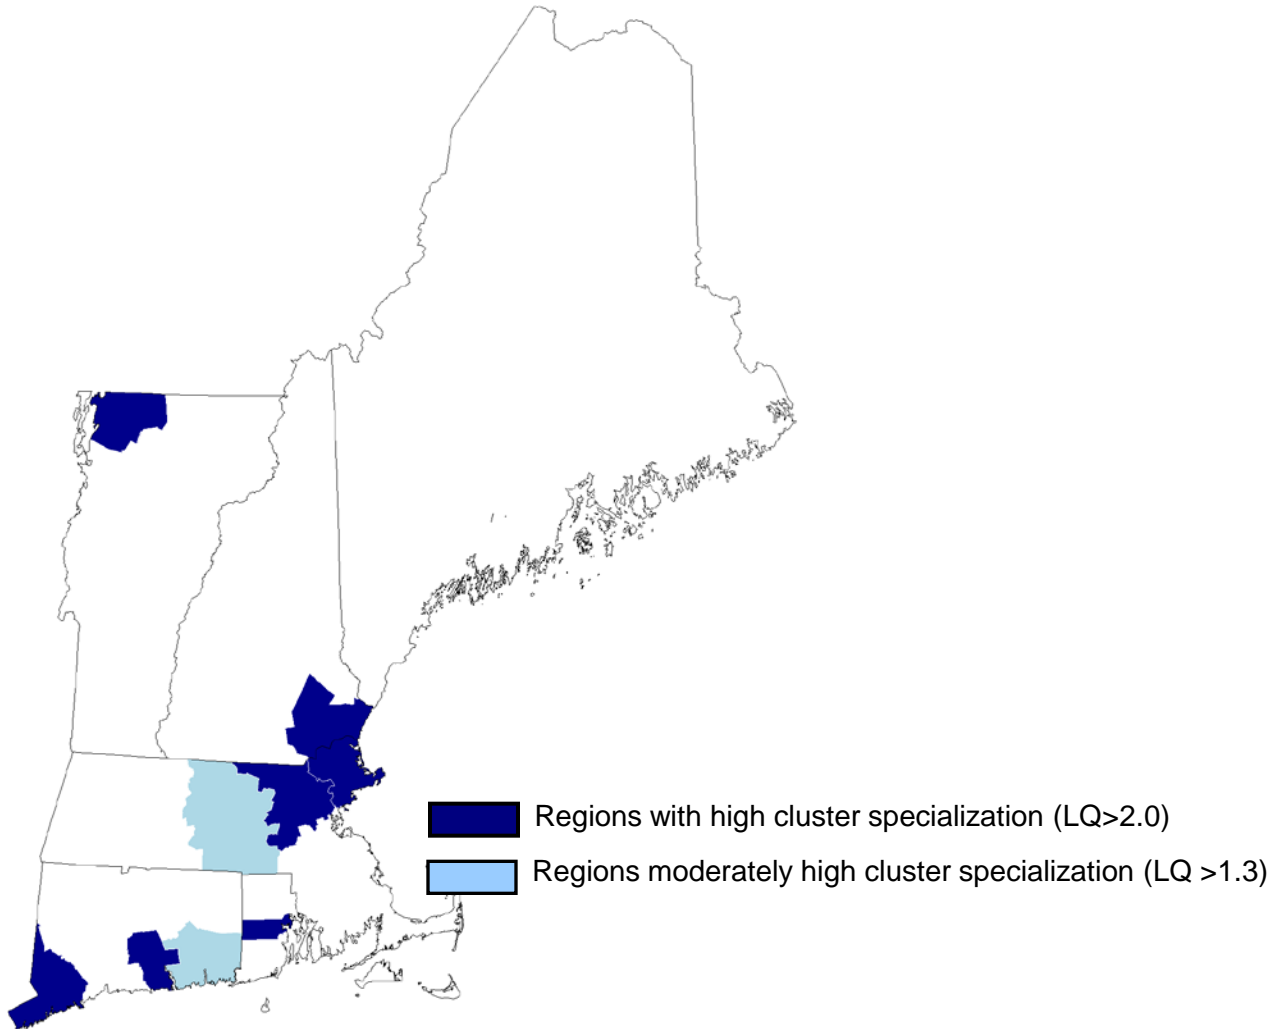 Regions with high cluster specialization (LQ>2.0)
Regions moderately high cluster specialization (LQ >1.3)